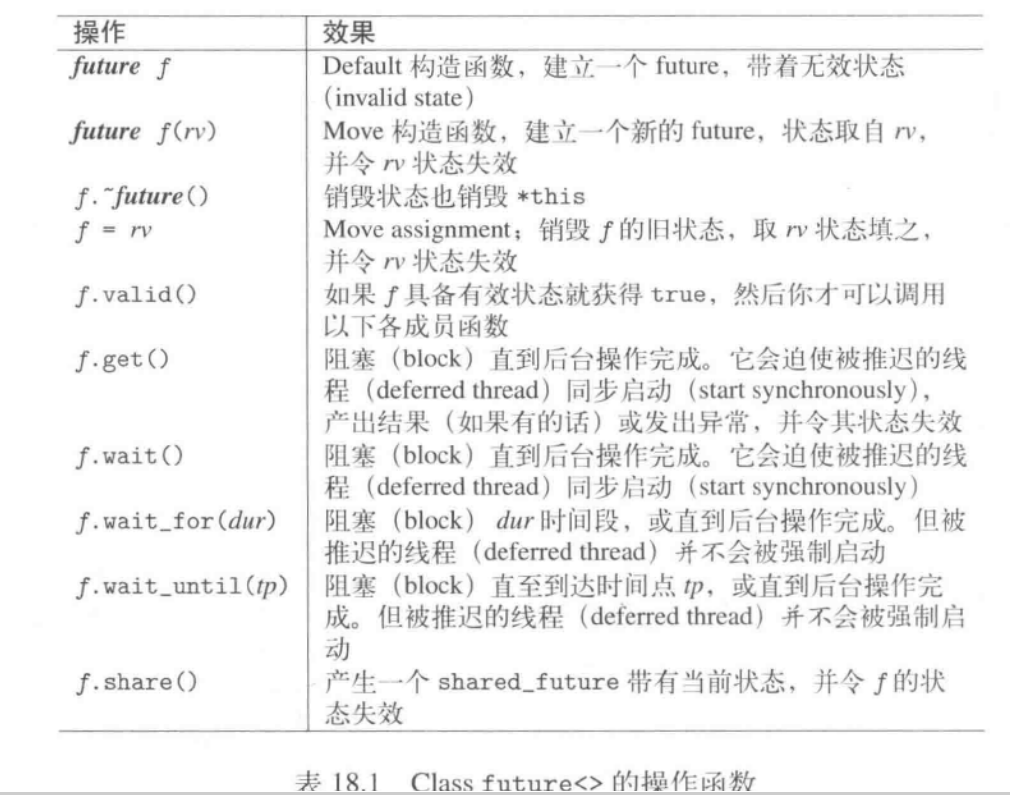 操作 效果
future f Default 构造函数，建立一个 future，带着无效状态
(invalid state)
future f(rv) Move 构造函数，建立一个新的 future，状态取自 rv，
并令 rv 状态失效
f.~future() 销毁状态也销毁 *this
f = rv Move assignment；销毁 f 的旧状态，取 rv 状态填之，
并令 rv 状态失效
f.valid() 如果 f 具备有效状态就获得 true，然后你才可以调用
以下各成员函数
f.get() 阻塞（block）直到后台操作完成。它会迫使被推迟的线
程（deferred thread）同步启动（start synchronously），
产出结果（如果有的话）或发出异常，并令其状态失效
f.wait() 阻塞（block）直到后台操作完成。它会迫使被推迟的线
程（deferred thread）同步启动（start synchronously）
f.wait_for(dur) 阻塞（block）dur 时间段，或直到后台操作完成。但被
推迟的线程（deferred thread）并不会被强制启动
f.wait_until(tp) 阻塞（block）直至到达时间点 tp，或直到后台操作完
成。但被推迟的线程（deferred thread）并不会被强制启
动
f.share() 产生一个 shared_future 带有当前状态，并令 f 的状
态失效
表 18.1 Class future<> 的操作函数